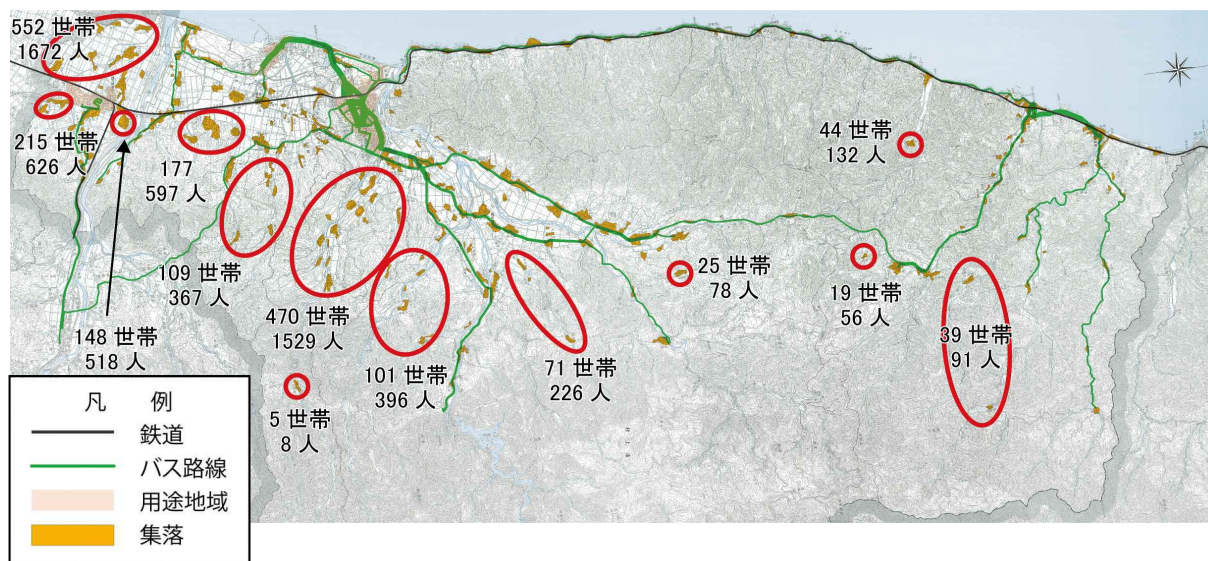 552 世帯
1672 人
215 世帯
626 人
177
597 人
44 世帯
132 人
109 世帯
367 人
25 世帯
78 人
19 世帯
56 人
148 世帯
518 人
470 世帯
1529 人
39 世帯
91 人
101 世帯
396 人
71 世帯
226 人
5 世帯
8 人
凡 例
鉄道
バス路線
用途地域
集落